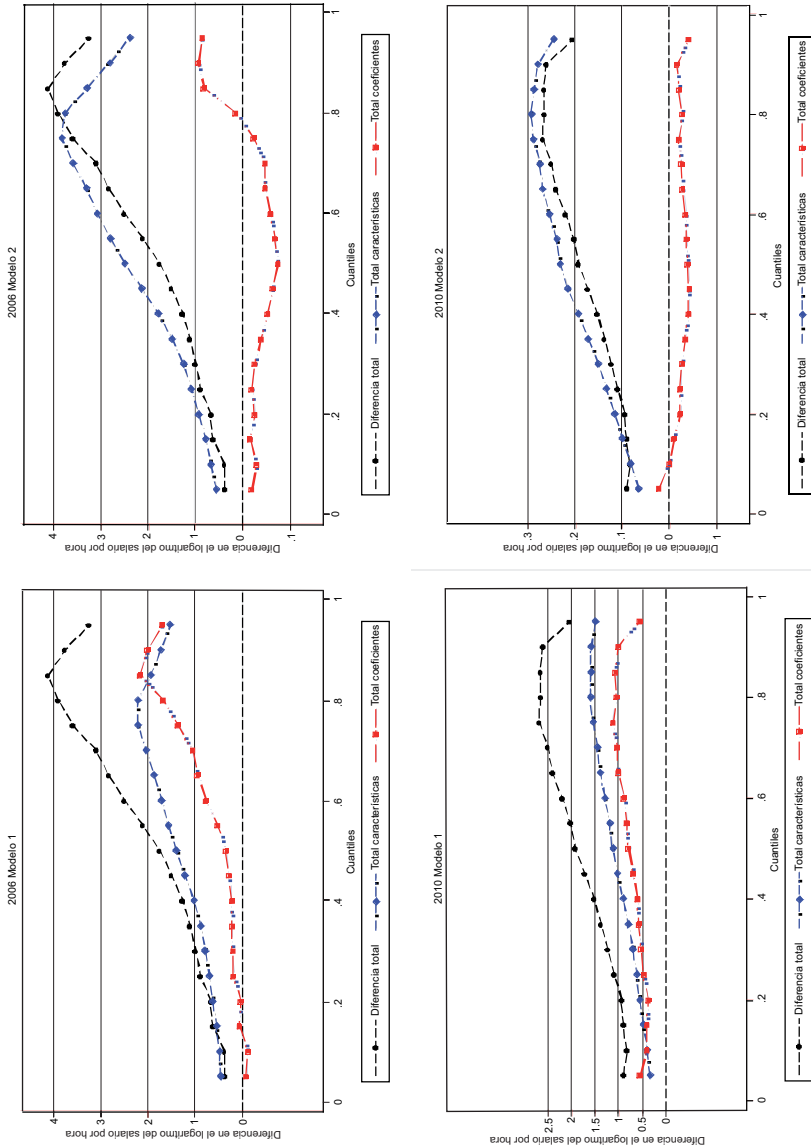 2006 Modelo 1
Diferencia en el logaritmo del salario por hora
4
3
2
1
0
0
.2
.4
.6
.8
1
Cuantiles
Diferencia total
Total características
Total coeficientes
2006 Modelo 2
Diferencia en el logaritmo del salario por hora
4
3
2
1
0
.1
0
.2
.4
.6
.8
1
Cuantiles
Diferencia total
Total características
Total coeficientes
2010 Modelo 1
Diferencia en el logaritmo del salario por hora
2.5
2
1.5
1
0.5
0
0
.2
.4
.6
.8
1
Cuantiles
Diferencia total
Total características
Total coeficientes
2010 Modelo 2
Diferencia en el logaritmo del salario por hora
.3
.2
.1
0
.1
0
.2
.4
.6
.8
1
Cuantiles
Diferencia total
Total características
Total coeficientes